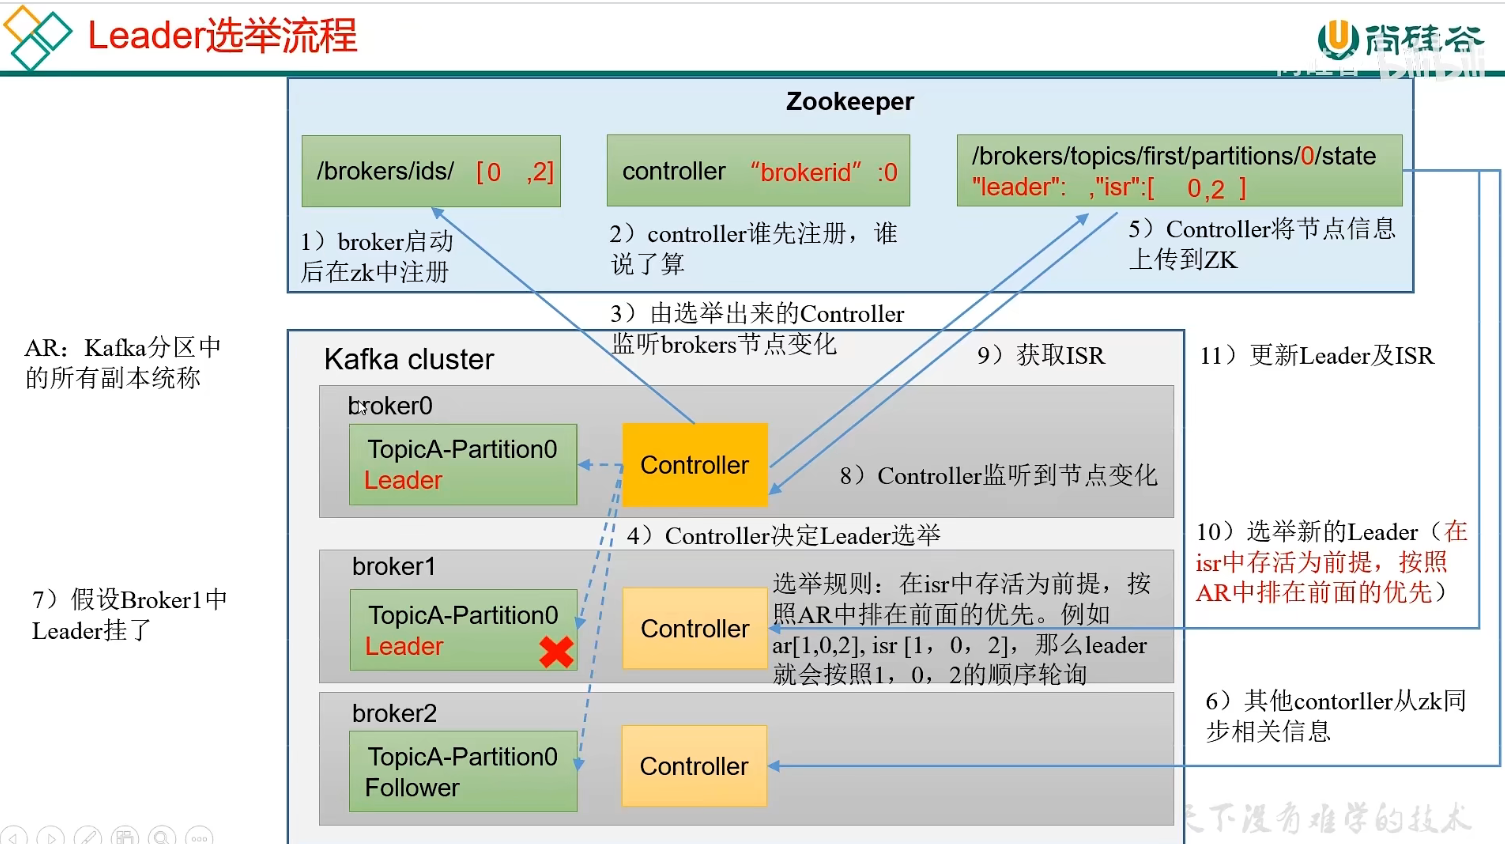 Leader选举流程
尚硅谷
bilibili
Zookeeper
/brokers/ids/ [0 ,2]
controller “brokerid” :0
/brokers/topics/first/partitions/0/state
"leader": ,"isr":[ 0,2 ]
1）broker启动
后在zk中注册
2）controller谁先注册，谁
说了算
5）Controller将节点信息
上传到ZK
3）由选举出来的Controller
监听brokers节点变化
AR：Kafka分区中
的所有副本统称
Kafka cluster
9）获取ISR
11）更新Leader及ISR
broker0
TopicA-Partition0
Leader
Controller
8）Controller监听到节点变化
4）Controller决定Leader选举
broker1
TopicA-Partition0
Leader
Controller
选举规则：在isr中存活为前提，按
照AR中排在前面的优先。例如
ar[1,0,2], isr [1，0，2]，那么leader
就会按照1，0，2的顺序轮询
10）选举新的Leader（在
isr中存活为前提，按照
AR中排在前面的优先）
7）假设Broker1中
Leader挂了
broker2
TopicA-Partition0
Follower
Controller
6）其他contorller从zk同
步相关信息
天下没有难学的技术